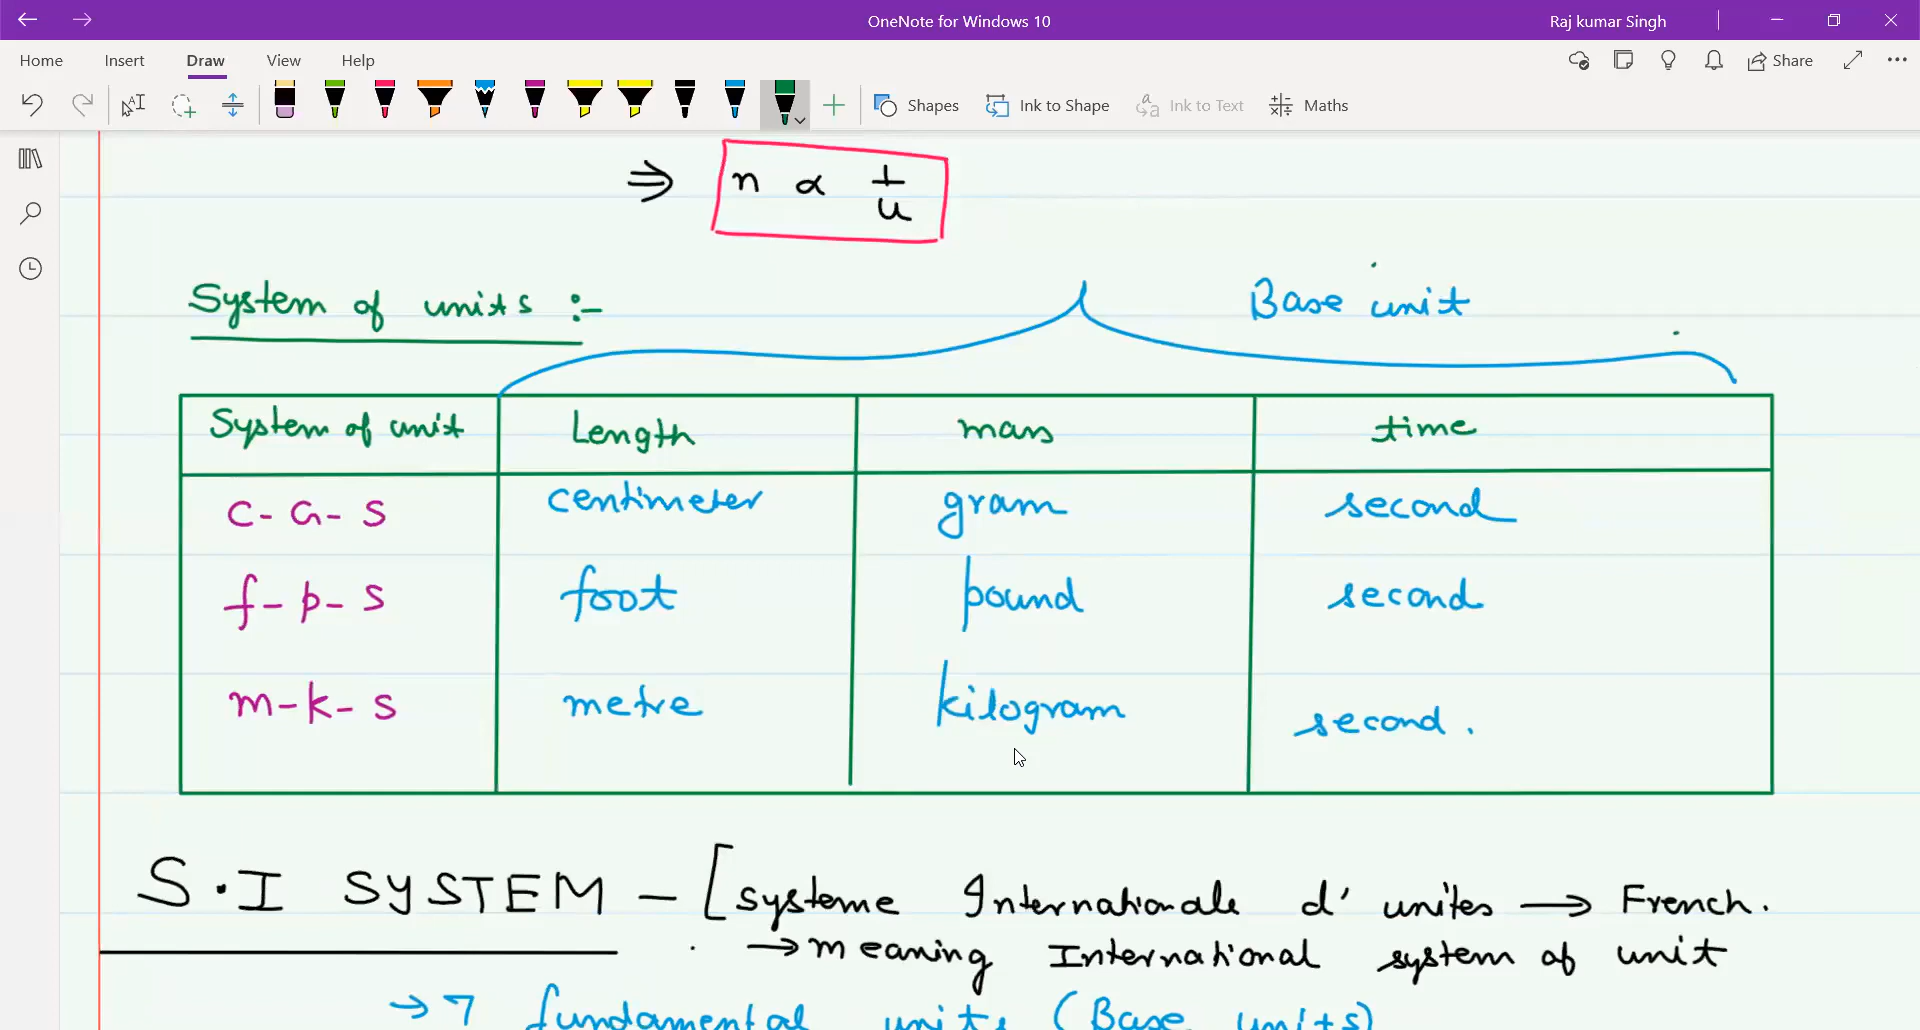 OneNote for Windows 10
Raj kumar Singh
Home Insert Draw View Help
Share
Shapes Ink to Shape Ink to Text Maths
⇒ n ∝ 1/u
System of units :-
Base unit
System of unit Length mass time
C-G-S centimeter gram second
f-p-s foot pound second
m-k-s metre kilogram second.
S.I SYSTEM - [systeme Internationale d' unites → French.
→ meaning International system of unit
→ 7 fundamental units (Base units)